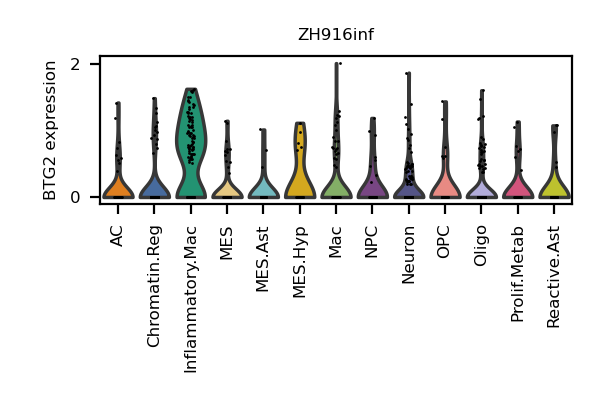 ZH916inf
BTG2 expression
2
0
AC
Chromatin.Reg
Inflammatory.Mac
MES
MES.Ast
MES.Hyp
Mac
NPC
Neuron
OPC
Oligo
Prolif.Metab
Reactive.Ast